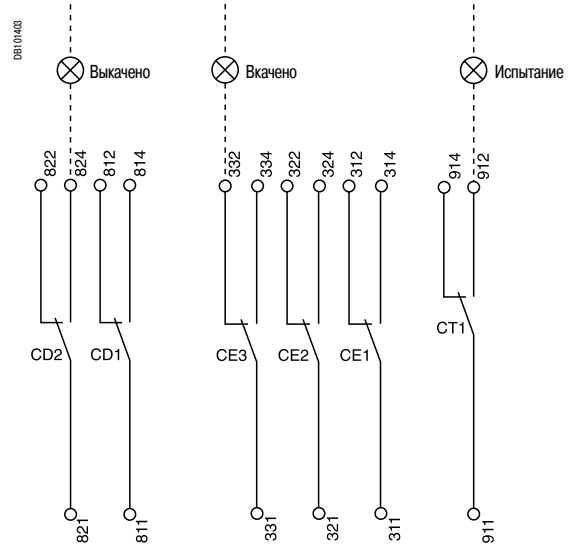 DB101403
Выкачено
Вкачено
Испытание
822 824 812 814
332 334 322 324 312 314
914 912
CD2 CD1
CE3 CE2 CE1
CT1
821 811
331 321 311
911